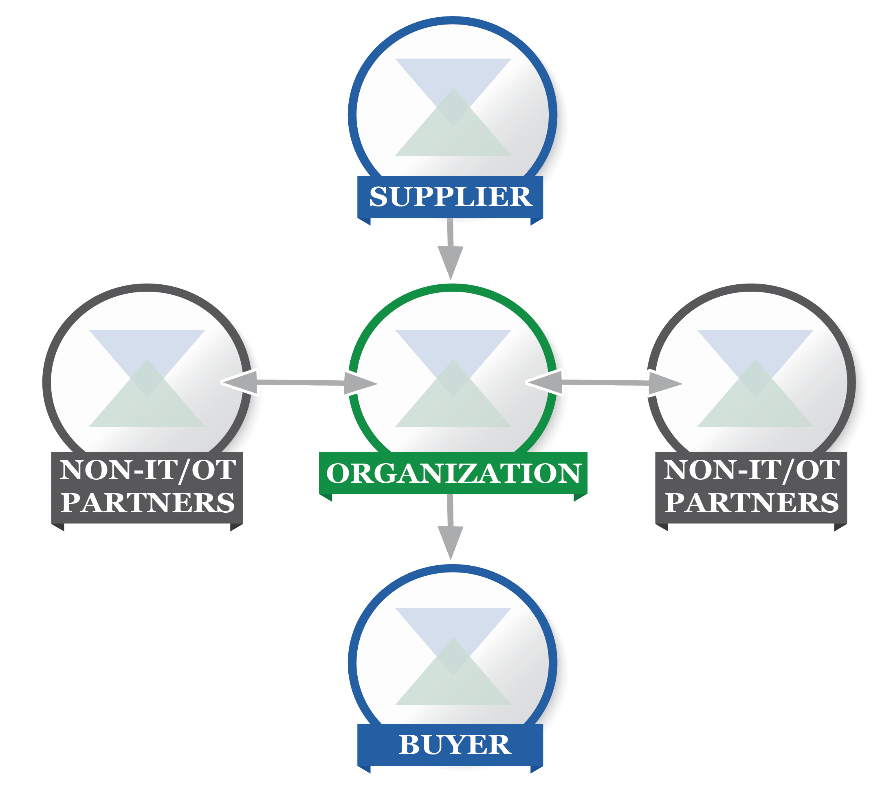 SUPPLIER
NON-IT/OT
PARTNERS
ORGANIZATION
NON-IT/OT
PARTNERS
BUYER